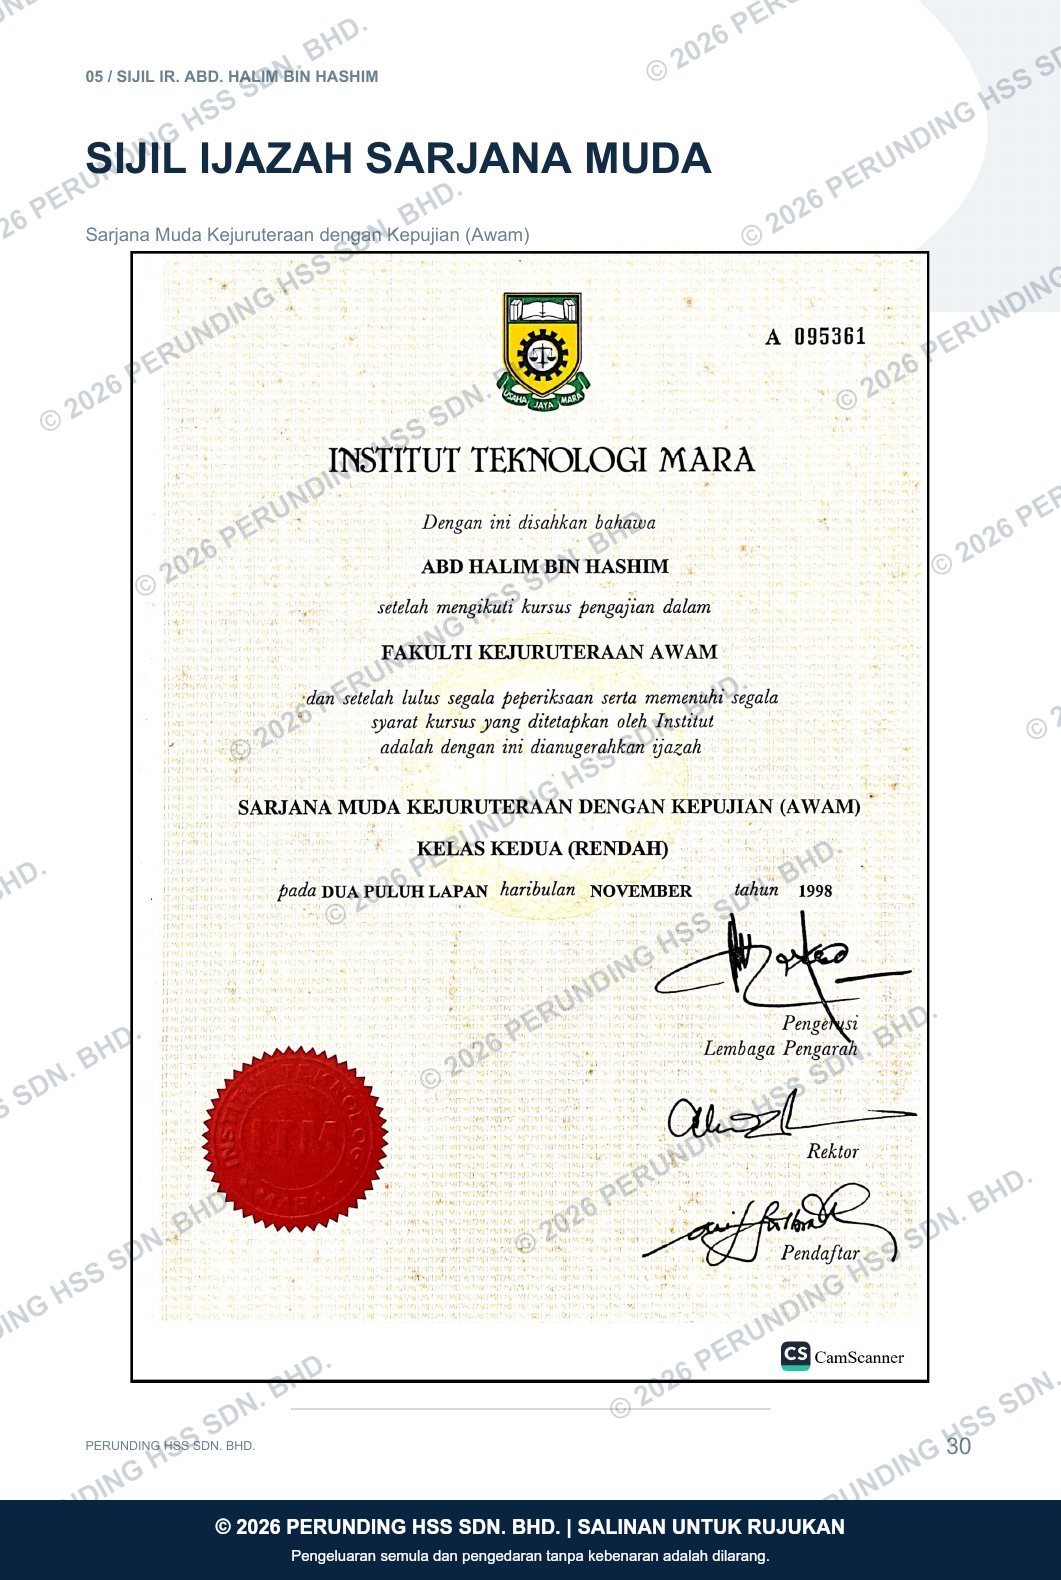 05 / SIJIL IR. ABD. HALIM BIN HASHIM
SIJIL IJAZAH SARJANA MUDA
Sarjana Muda Kejuruteraan dengan Kepujian (Awam)
USAHA JAYA MARA
A 095361
INSTITUT TEKNOLOGI MARA
Dengan ini disahkan bahawa
ABD HALIM BIN HASHIM
setelah mengikuti kursus pengajian dalam
FAKULTI KEJURUTERAAN AWAM
dan setelah lulus segala peperiksaan serta memenuhi segala
syarat kursus yang ditetapkan oleh Institut
adalah dengan ini dianugerahkan ijazah
SARJANA MUDA KEJURUTERAAN DENGAN KEPUJIAN (AWAM)
KELAS KEDUA (RENDAH)
pada DUA PULUH LAPAN haribulan NOVEMBER tahun 1998
Pengerusi
Lembaga Pengarah
Rektor
Pendaftar
CS CamScanner
PERUNDING HSS SDN. BHD.
30
© 2026 PERUNDING HSS SDN. BHD. | SALINAN UNTUK RUJUKAN
Pengeluaran semula dan pengedaran tanpa kebenaran adalah dilarang.
© 2026 PERUNDING HSS SDN. BHD.